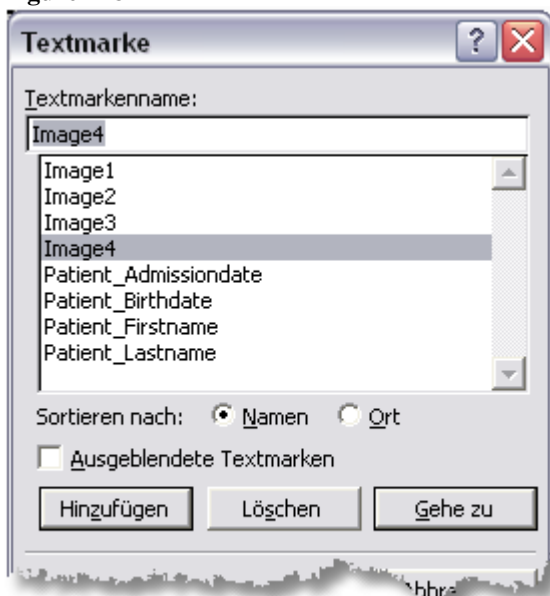 Textmarke
Textmarkenname:
Image4
Image1
Image2
Image3
Image4
Patient_Admissiondate
Patient_Birthdate
Patient_Firstname
Patient_Lastname
Sortieren nach: Namen Ort
Ausgeblendete Textmarken
Hinzufügen Löschen Gehe zu